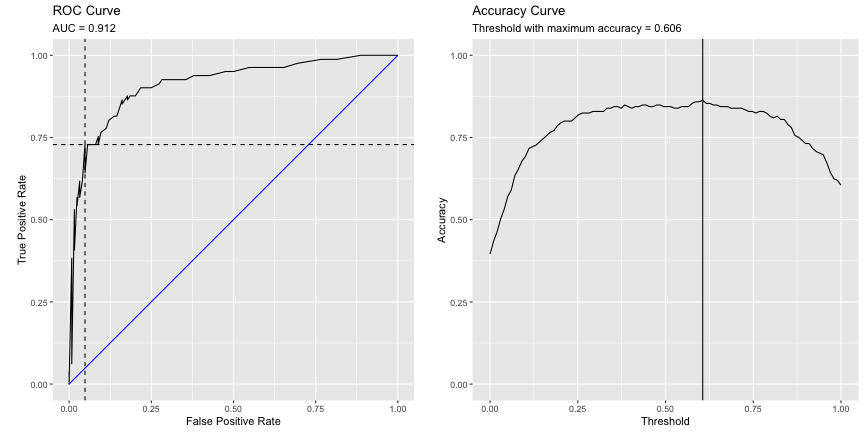 ROC Curve
AUC = 0.912
1.00
0.75
0.50
0.25
0.00
True Positive Rate
0.00 0.25 0.50 0.75 1.00
False Positive Rate
Accuracy Curve
Threshold with maximum accuracy = 0.606
1.00
0.75
0.50
0.25
0.00
Accuracy
0.00 0.25 0.50 0.75 1.00
Threshold